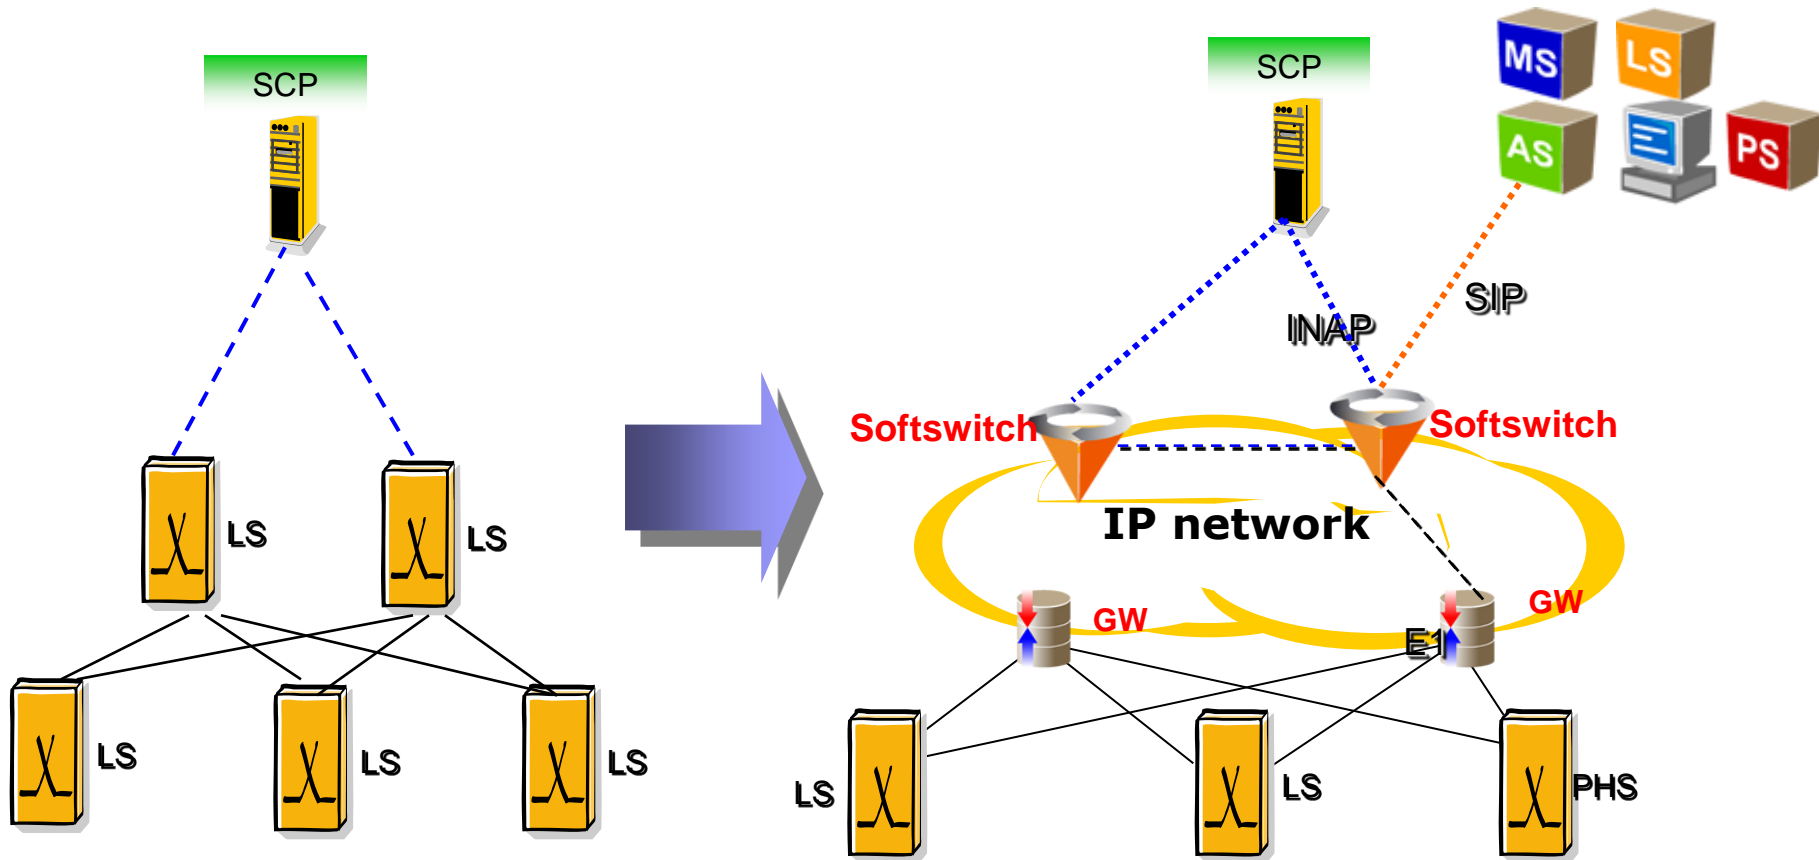 SCP
LS
LS
LS
LS
LS
SCP
MS
LS
AS
PS
SIP
INAP
Softswitch
Softswitch
IP network
GW
GW
E1
LS
LS
PHS